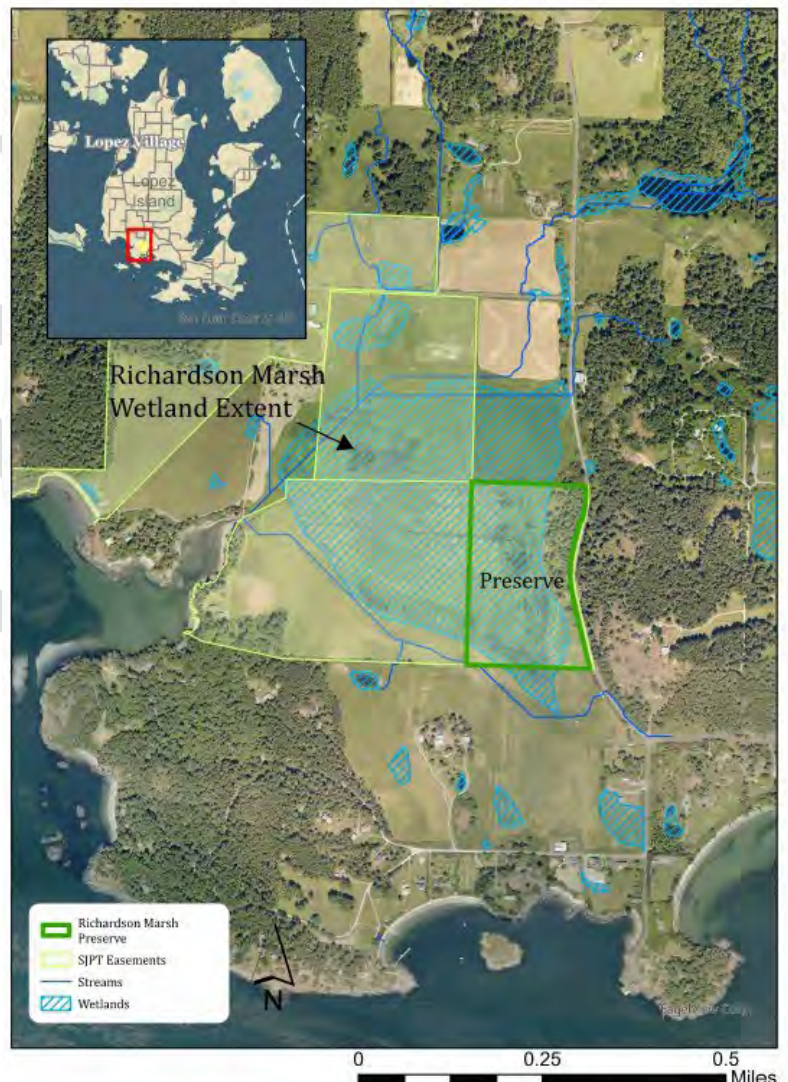 Lopez Village
Lopez
Island
Richardson Marsh
Wetland Extent
Preserve
Richardson Marsh
Preserve
SJPT Easements
Streams
Wetlands
N
0 0.25 0.5
Miles